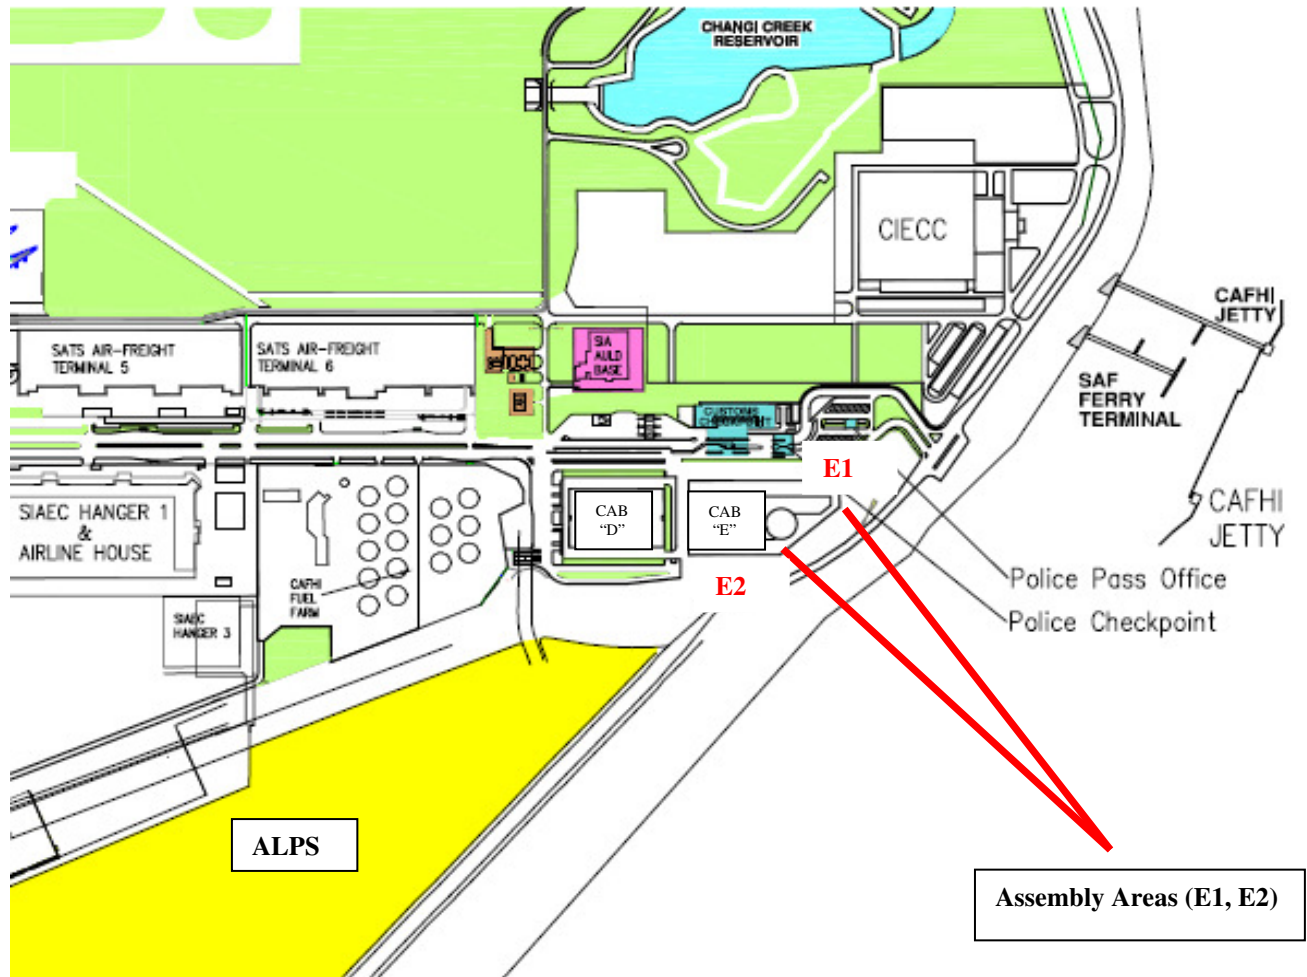 CHANGI CREEK
RESERVOIR
CIECC
CAFHI
JETTY
SATS AIR-FREIGHT
TERMINAL 5
SATS AIR-FREIGHT
TERMINAL 6
SIA
AULD
BASE
SAF
FERRY
TERMINAL
CUSTOMS
CHECKPOINT
E1
SIAEC HANGER 1
&
AIRLINE HOUSE
CAB
“D”
CAB
“E”
CAFHI
JETTY
CAFHI
FUEL
FARM
E2
Police Pass Office
Police Checkpoint
SIAEC
HANGER 3
ALPS
Assembly Areas (E1, E2)